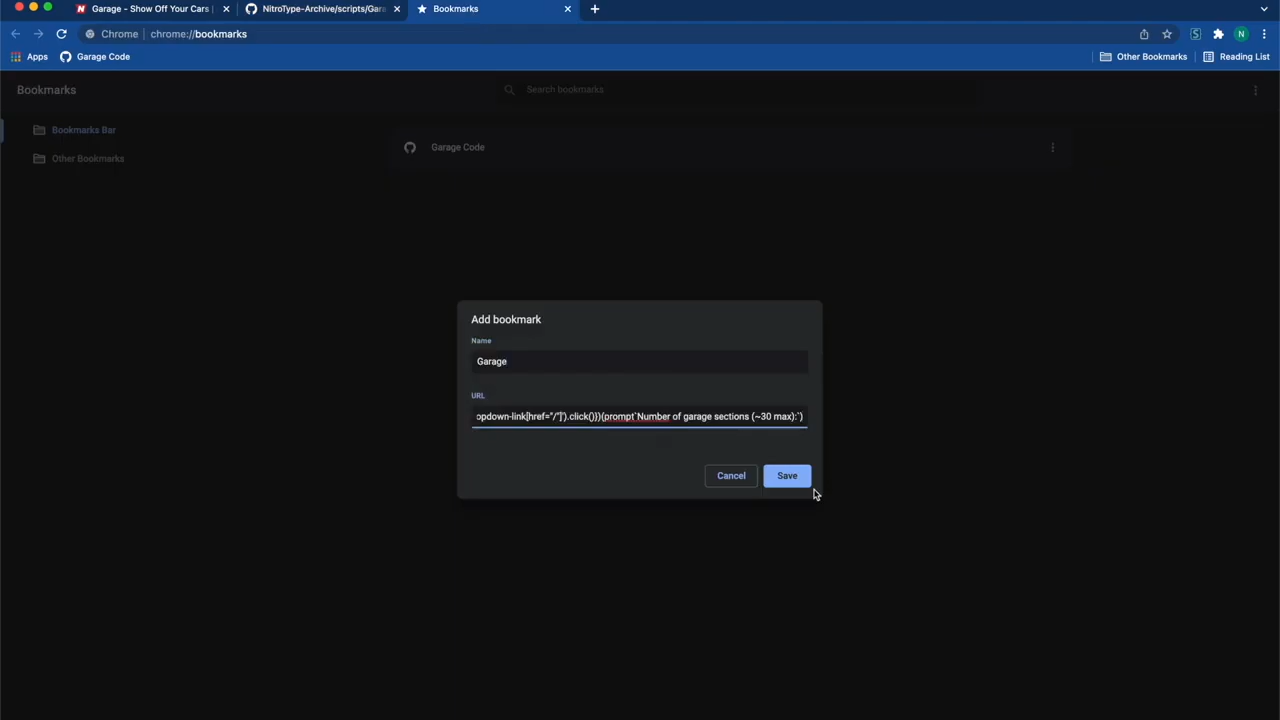 Garage - Show Off Your Cars |
NitroType-Archive/scripts/Gara
Bookmarks
Chrome
chrome://bookmarks
S
N
Apps
Garage Code
Other Bookmarks
Reading List
Bookmarks
Search bookmarks
Bookmarks Bar
Garage Code
Other Bookmarks
Add bookmark
Name
Garage
URL
opdown-link[href="/"]').click()})(prompt`Number of garage sections (~30 max):`)
Cancel
Save